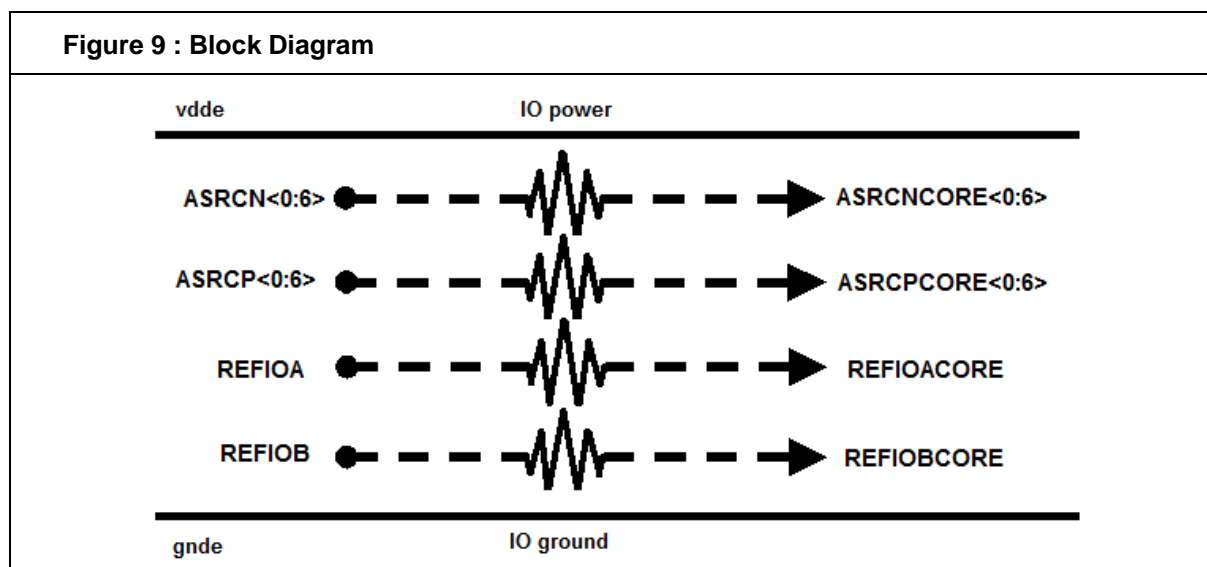 Figure 9 : Block Diagram
vdde IO power
ASRCN<0:6> ASRCNCORE<0:6>
ASRCP<0:6> ASRCPCORE<0:6>
REFIOA REFIOACORE
REFIOB REFIOBCORE
gnde IO ground